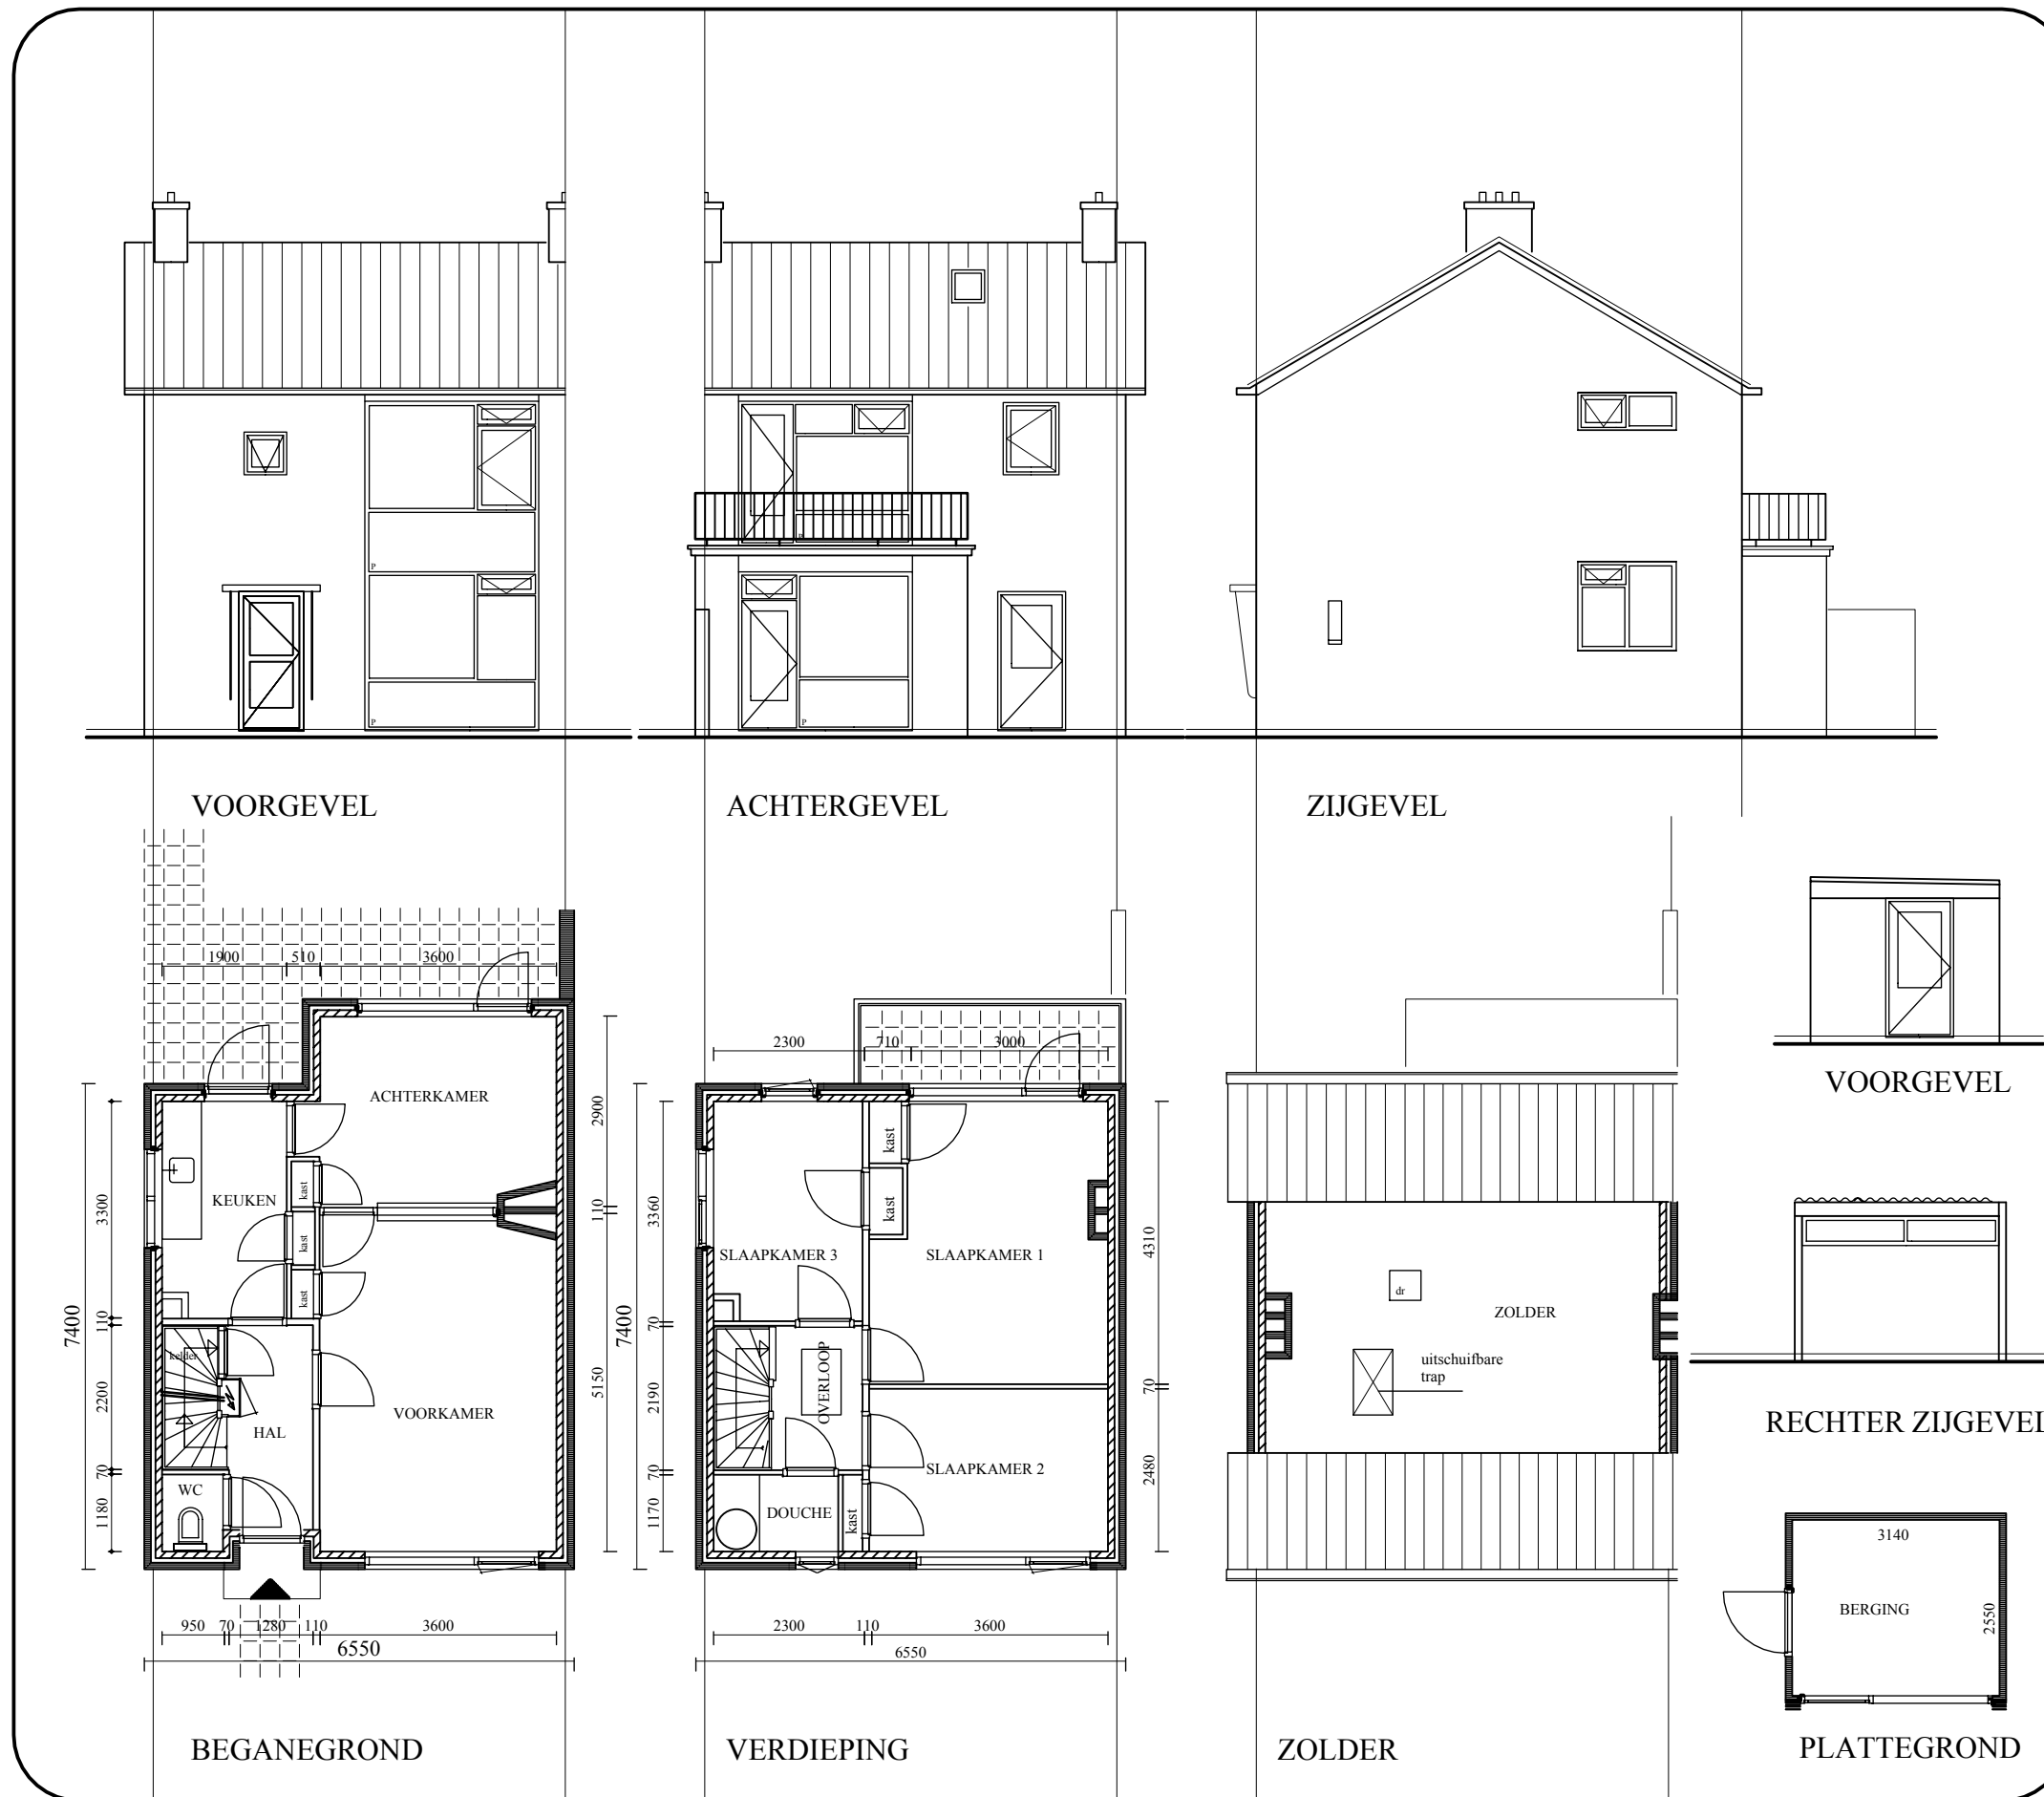 P
P
P
P
VOORGEVEL
ACHTERGEVEL
ZIJGEVEL
1900
510
3600
ACHTERKAMER
KEUKEN
kast
kast
kast
kelder
HAL
VOORKAMER
WC
7400
3300
110
2200
70
1180
2900
110
5150
950
70
1280
110
3600
6550
BEGANEGROND
2300
710
3000
kast
kast
SLAAPKAMER 3
SLAAPKAMER 1
OVERLOOP
SLAAPKAMER 2
DOUCHE
kast
7400
3360
70
2190
70
1170
4310
70
2480
2300
110
3600
6550
VERDIEPING
dr
ZOLDER
uitschuifbare
trap
ZOLDER
VOORGEVEL
RECHTER ZIJGEVEL
3140
BERGING
2550
PLATTEGROND